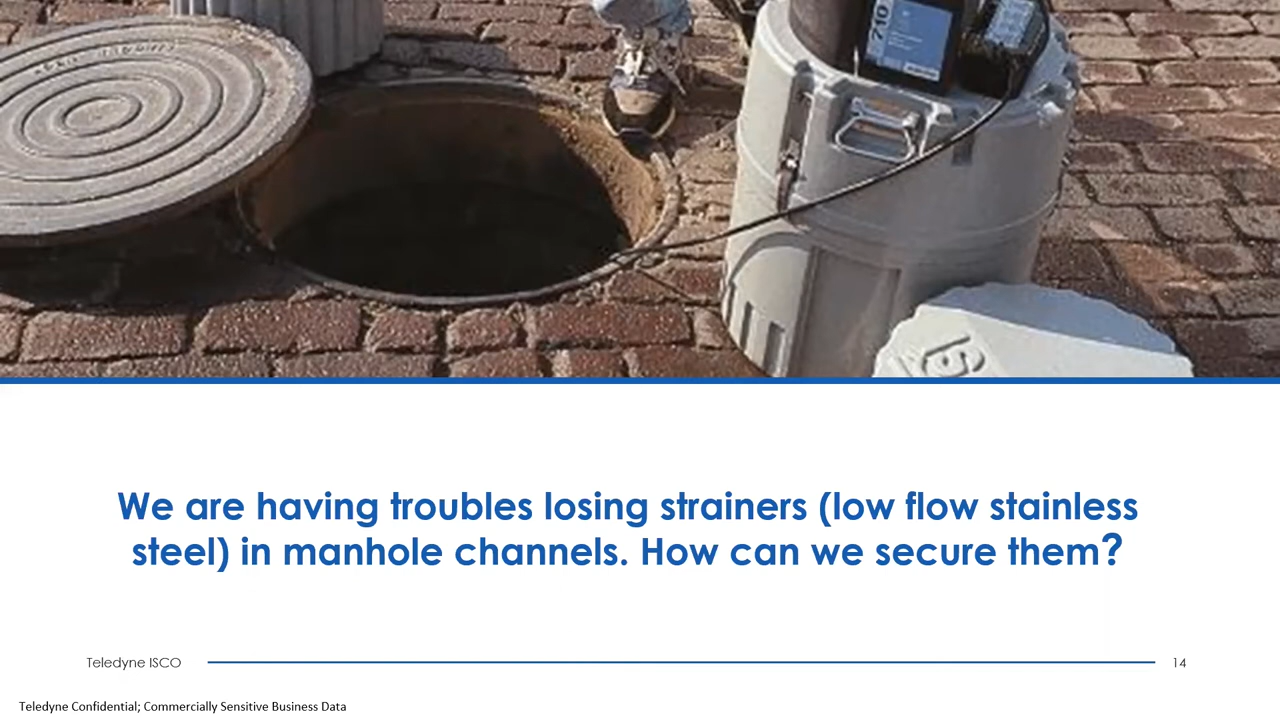 710
We are having troubles losing strainers (low flow stainless
steel) in manhole channels. How can we secure them?
Teledyne ISCO
14
Teledyne Confidential; Commercially Sensitive Business Data